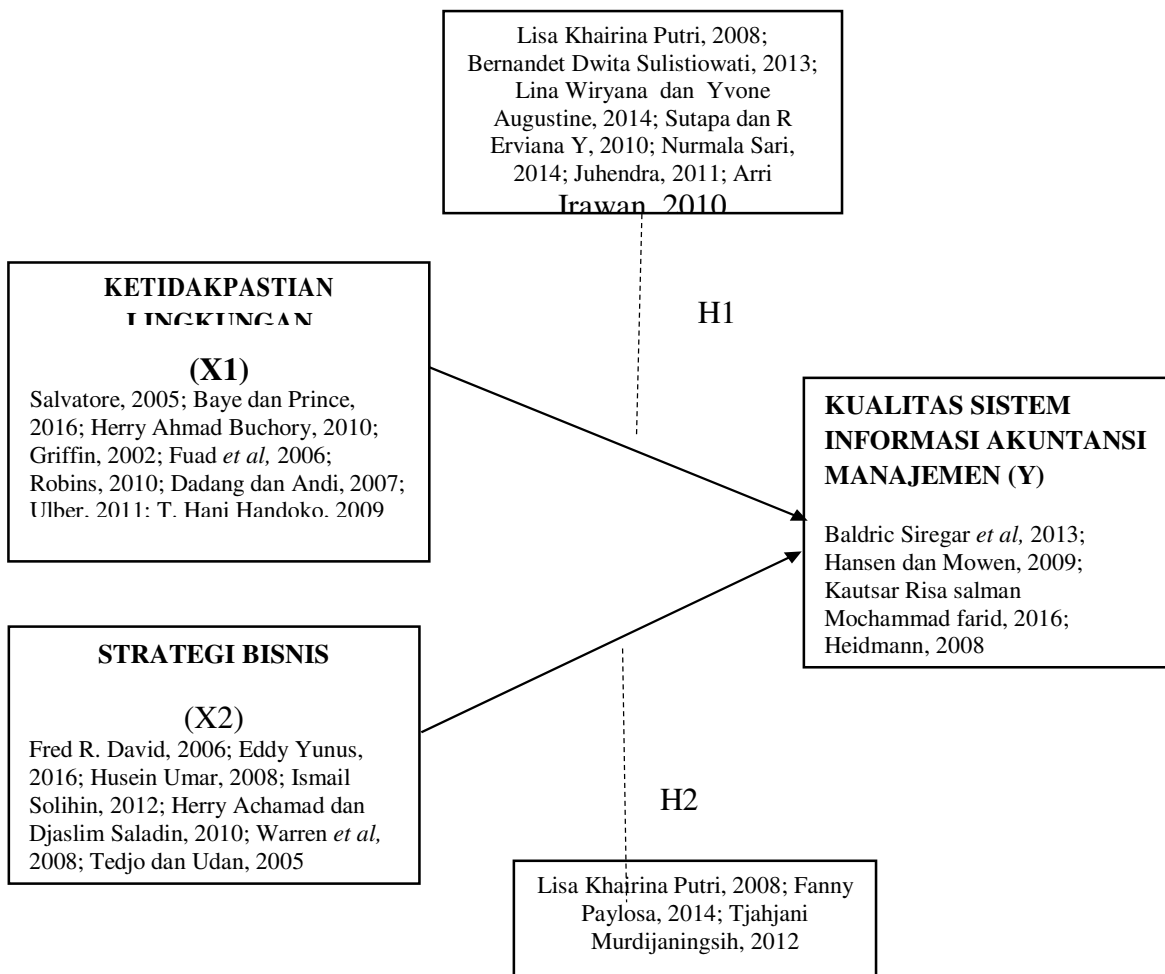 Lisa Khairina Putri, 2008;
Bernandet Dwita Sulistiowati, 2013;
Lina Wiryana dan Yvone
Augustine, 2014; Sutapa dan R
Erviana Y, 2010; Nurmala Sari,
2014; Juhendra, 2011; Arri
Irawan 2010
H1
KETIDAKPASTIAN
LINGKUNGAN
(X1)
Salvatore, 2005; Baye dan Prince,
2016; Herry Ahmad Buchory, 2010;
Griffin, 2002; Fuad et al, 2006;
Robins, 2010; Dadang dan Andi, 2007;
Ulber, 2011; T. Hani Handoko, 2009
KUALITAS SISTEM
INFORMASI AKUNTANSI
MANAJEMEN (Y)
Baldric Siregar et al, 2013;
Hansen dan Mowen, 2009;
Kautsar Risa salman
Mochammad farid, 2016;
Heidmann, 2008
STRATEGI BISNIS
(X2)
Fred R. David, 2006; Eddy Yunus,
2016; Husein Umar, 2008; Ismail
Solihin, 2012; Herry Achamad dan
Djaslim Saladin, 2010; Warren et al,
2008; Tedjo dan Udan, 2005
H2
Lisa Khairina Putri, 2008; Fanny
Paylosa, 2014; Tjahjani
Murdijaningsih, 2012